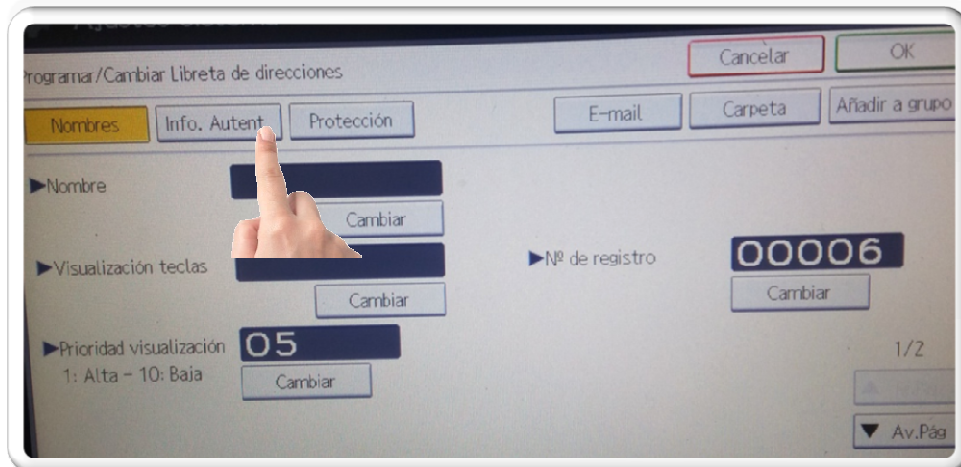 Programar/Cambiar Libreta de direcciones
Cancelar
OK
Nombres
Info. Autent.
Protección
E-mail
Carpeta
Añadir a grupo
▶Nombre
Cambiar
▶Visualización teclas
Cambiar
▶Nº de registro
00006
Cambiar
▶Prioridad visualización
05
1: Alta - 10: Baja
Cambiar
1/2
▼ Av.Pág